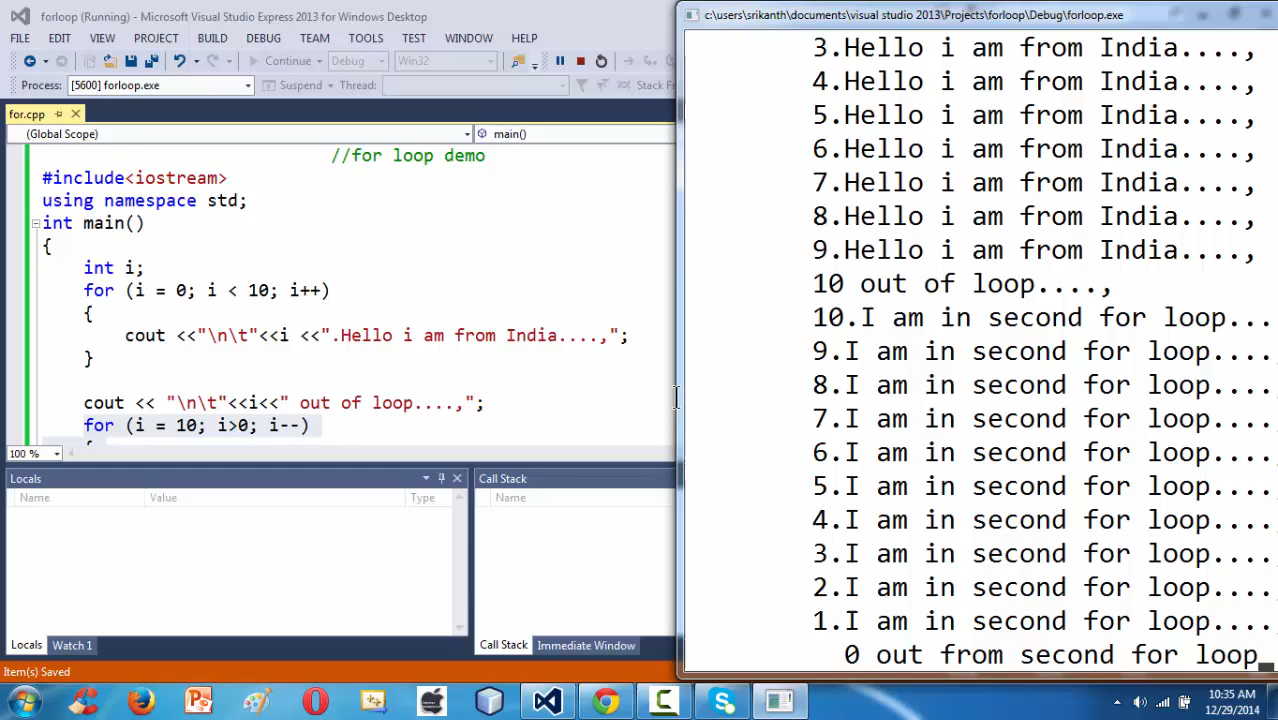 forloop (Running) - Microsoft Visual Studio Express 2013 for Windows Desktop
FILE EDIT VIEW PROJECT BUILD DEBUG TEAM TOOLS TEST WINDOW HELP
Continue Debug Win32
Process: [5600] forloop.exe Suspend Thread: Stack Fr
for.cpp
(Global Scope) main()
//for loop demo
#include<iostream>
using namespace std;
int main()
{
int i;
for (i = 0; i < 10; i++)
{
cout <<"\n\t"<<i <<".Hello i am from India....,";
}
cout << "\n\t"<<i<<" out of loop....,";
for (i = 10; i>0; i--)
100 %
Locals
Name Value Type
Locals Watch 1
Call Stack
Name
Call Stack Immediate Window
Item(s) Saved
c:\users\srikanth\documents\visual studio 2013\Projects\forloop\Debug\forloop.exe
3.Hello i am from India....,
4.Hello i am from India....,
5.Hello i am from India....,
6.Hello i am from India....,
7.Hello i am from India....,
8.Hello i am from India....,
9.Hello i am from India....,
10 out of loop....,
10.I am in second for loop...
9.I am in second for loop....,
8.I am in second for loop....,
7.I am in second for loop....,
6.I am in second for loop....,
5.I am in second for loop....,
4.I am in second for loop....,
3.I am in second for loop....,
2.I am in second for loop....,
1.I am in second for loop....,
0 out from second for loop_
10:35 AM
12/29/2014